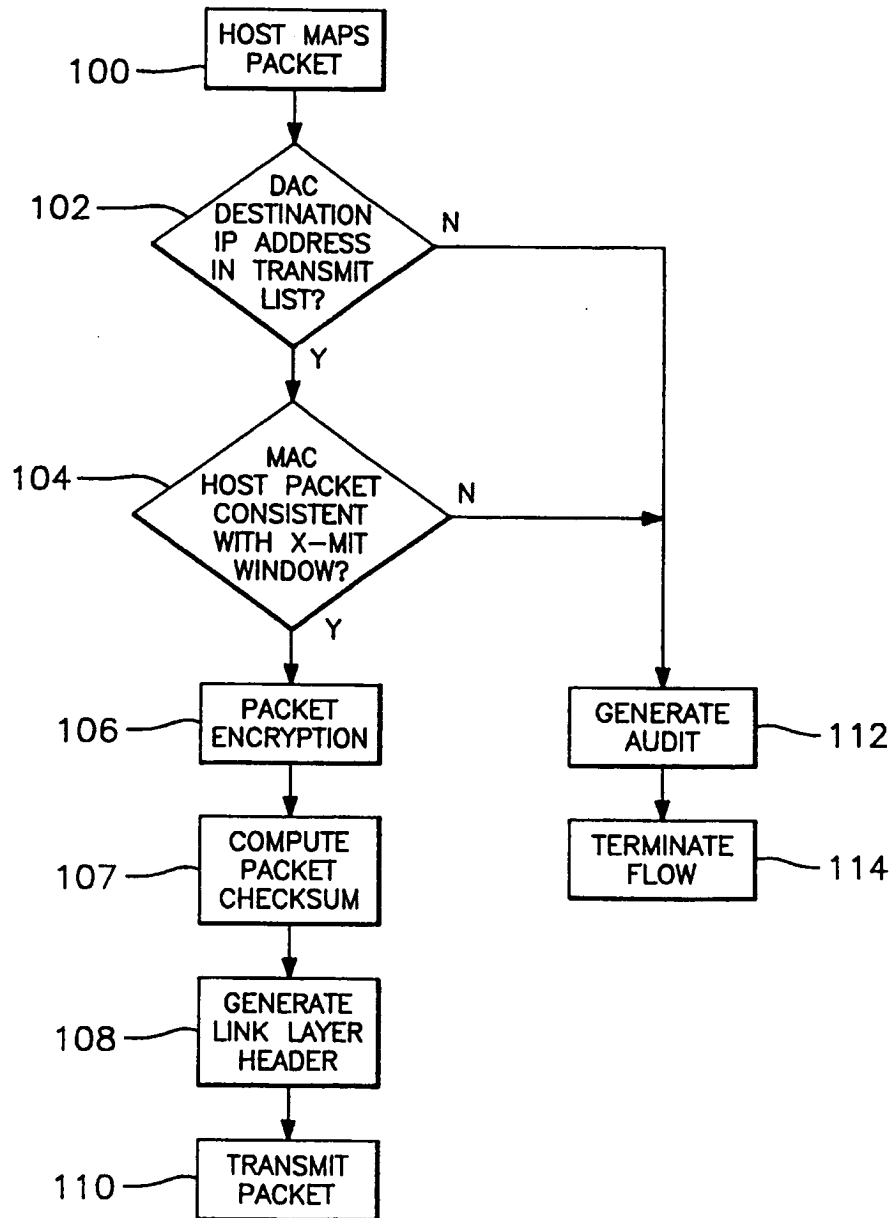 HOST MAPS
PACKET
100
DAC
DESTINATION
IP ADDRESS
IN TRANSMIT
LIST?
102
N
Y
MAC
HOST PACKET
CONSISTENT
WITH X-MIT
WINDOW?
104
N
Y
PACKET
ENCRYPTION
106
GENERATE
AUDIT
112
COMPUTE
PACKET
CHECKSUM
107
TERMINATE
FLOW
114
GENERATE
LINK LAYER
HEADER
108
TRANSMIT
PACKET
110